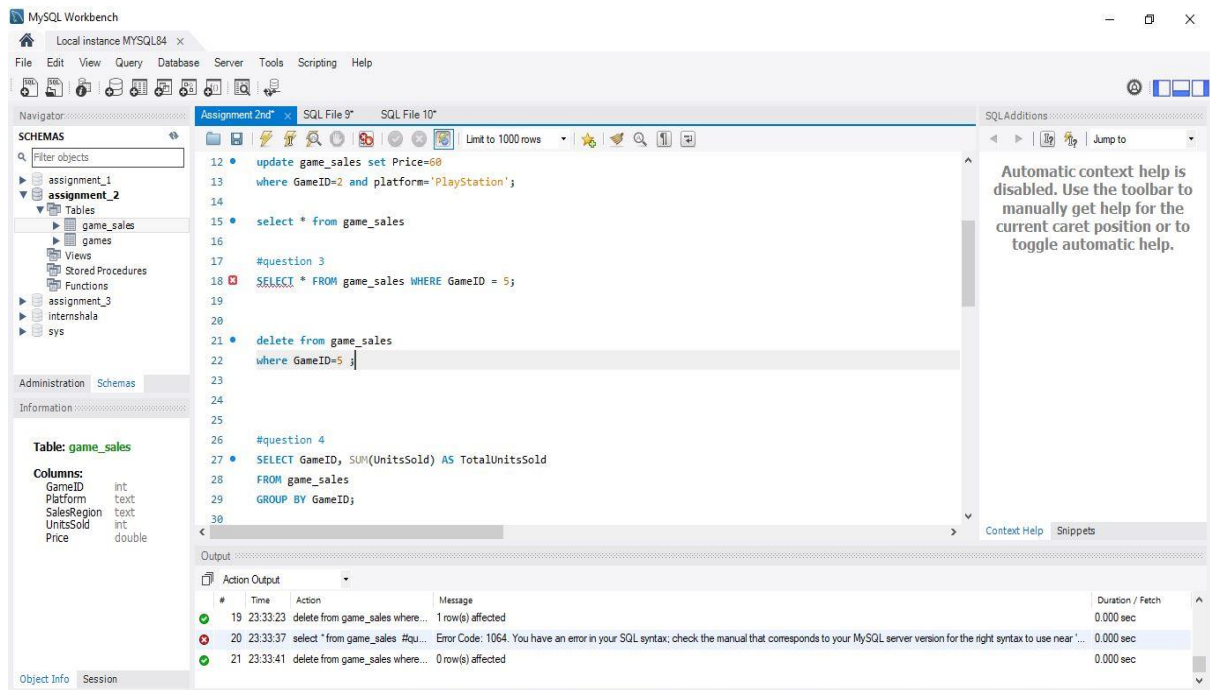 MySQL Workbench
Local instance MYSQL84
File Edit View Query Database Server Tools Scripting Help
Navigator
SCHEMAS
Filter objects
assignment_1
assignment_2
Tables
game_sales
games
Views
Stored Procedures
Functions
assignment_3
internshala
sys
Administration Schemas
Information
Table: game_sales
Columns:
GameID int
Platform text
SalesRegion text
UnitsSold int
Price double
Object Info Session
Assignment 2nd* SQL File 9* SQL File 10*
Limit to 1000 rows
12 update game_sales set Price=60
13 where GameID=2 and platform='PlayStation';
14
15 select * from game_sales
16
17 #question 3
18 SELECT * FROM game_sales WHERE GameID = 5;
19
20
21 delete from game_sales
22 where GameID=5 ;
23
24
25
26 #question 4
27 SELECT GameID, SUM(UnitsSold) AS TotalUnitsSold
28 FROM game_sales
29 GROUP BY GameID;
30
SQLAdditions
Jump to
Automatic context help is
disabled. Use the toolbar to
manually get help for the
current caret position or to
toggle automatic help.
Context Help Snippets
Output
Action Output
# Time Action Message Duration / Fetch
19 23:33:23 delete from game_sales where... 1 row(s) affected 0.000 sec
20 23:33:37 select * from game_sales #qu... Error Code: 1064. You have an error in your SQL syntax; check the manual that corresponds to your MySQL server version for the right syntax to use near '... 0.000 sec
21 23:33:41 delete from game_sales where... 0 row(s) affected 0.000 sec